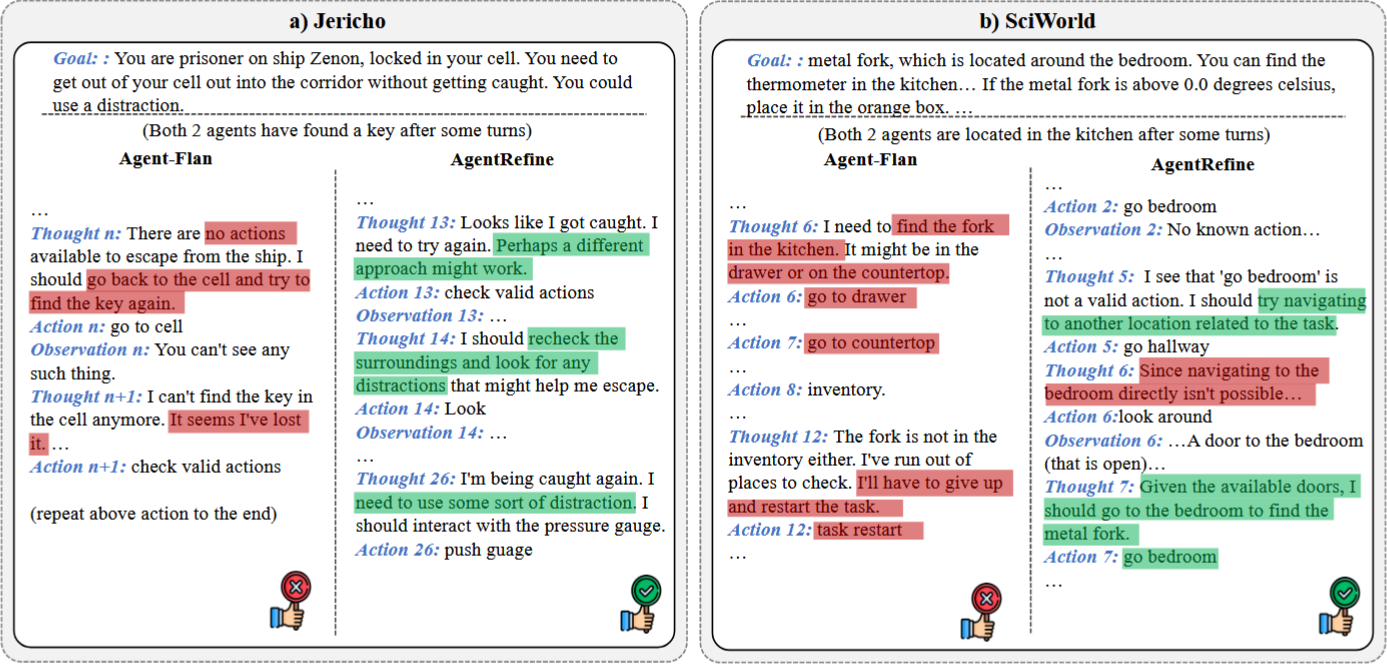 a) Jericho
Goal: : You are prisoner on ship Zenon, locked in your cell. You need to
get out of your cell out into the corridor without getting caught. You could
use a distraction.
(Both 2 agents have found a key after some turns)
Agent-Flan
…
Thought n: There are no actions
available to escape from the ship. I
should go back to the cell and try to
find the key again.
Action n: go to cell
Observation n: You can't see any
such thing.
Thought n+1: I can't find the key in
the cell anymore. It seems I've lost
it. …
Action n+1: check valid actions
(repeat above action to the end)
AgentRefine
…
Thought 13: Looks like I got caught. I
need to try again. Perhaps a different
approach might work.
Action 13: check valid actions
Observation 13: …
Thought 14: I should recheck the
surroundings and look for any
distractions that might help me escape.
Action 14: Look
Observation 14: …
…
Thought 26: I'm being caught again. I
need to use some sort of distraction. I
should interact with the pressure gauge.
Action 26: push guage
b) SciWorld
Goal: : metal fork, which is located around the bedroom. You can find the
thermometer in the kitchen… If the metal fork is above 0.0 degrees celsius,
place it in the orange box. …
(Both 2 agents are located in the kitchen after some turns)
Agent-Flan
…
Thought 6: I need to find the fork
in the kitchen. It might be in the
drawer or on the countertop.
Action 6: go to drawer
…
Action 7: go to countertop
…
Action 8: inventory.
…
Thought 12: The fork is not in the
inventory either. I've run out of
places to check. I'll have to give up
and restart the task.
Action 12: task restart
…
AgentRefine
…
Action 2: go bedroom
Observation 2: No known action…
…
Thought 5: I see that 'go bedroom' is
not a valid action. I should try navigating
to another location related to the task.
Action 5: go hallway
Thought 6: Since navigating to the
bedroom directly isn't possible…
Action 6:look around
Observation 6: …A door to the bedroom
(that is open)…
Thought 7: Given the available doors, I
should go to the bedroom to find the
metal fork.
Action 7: go bedroom
…